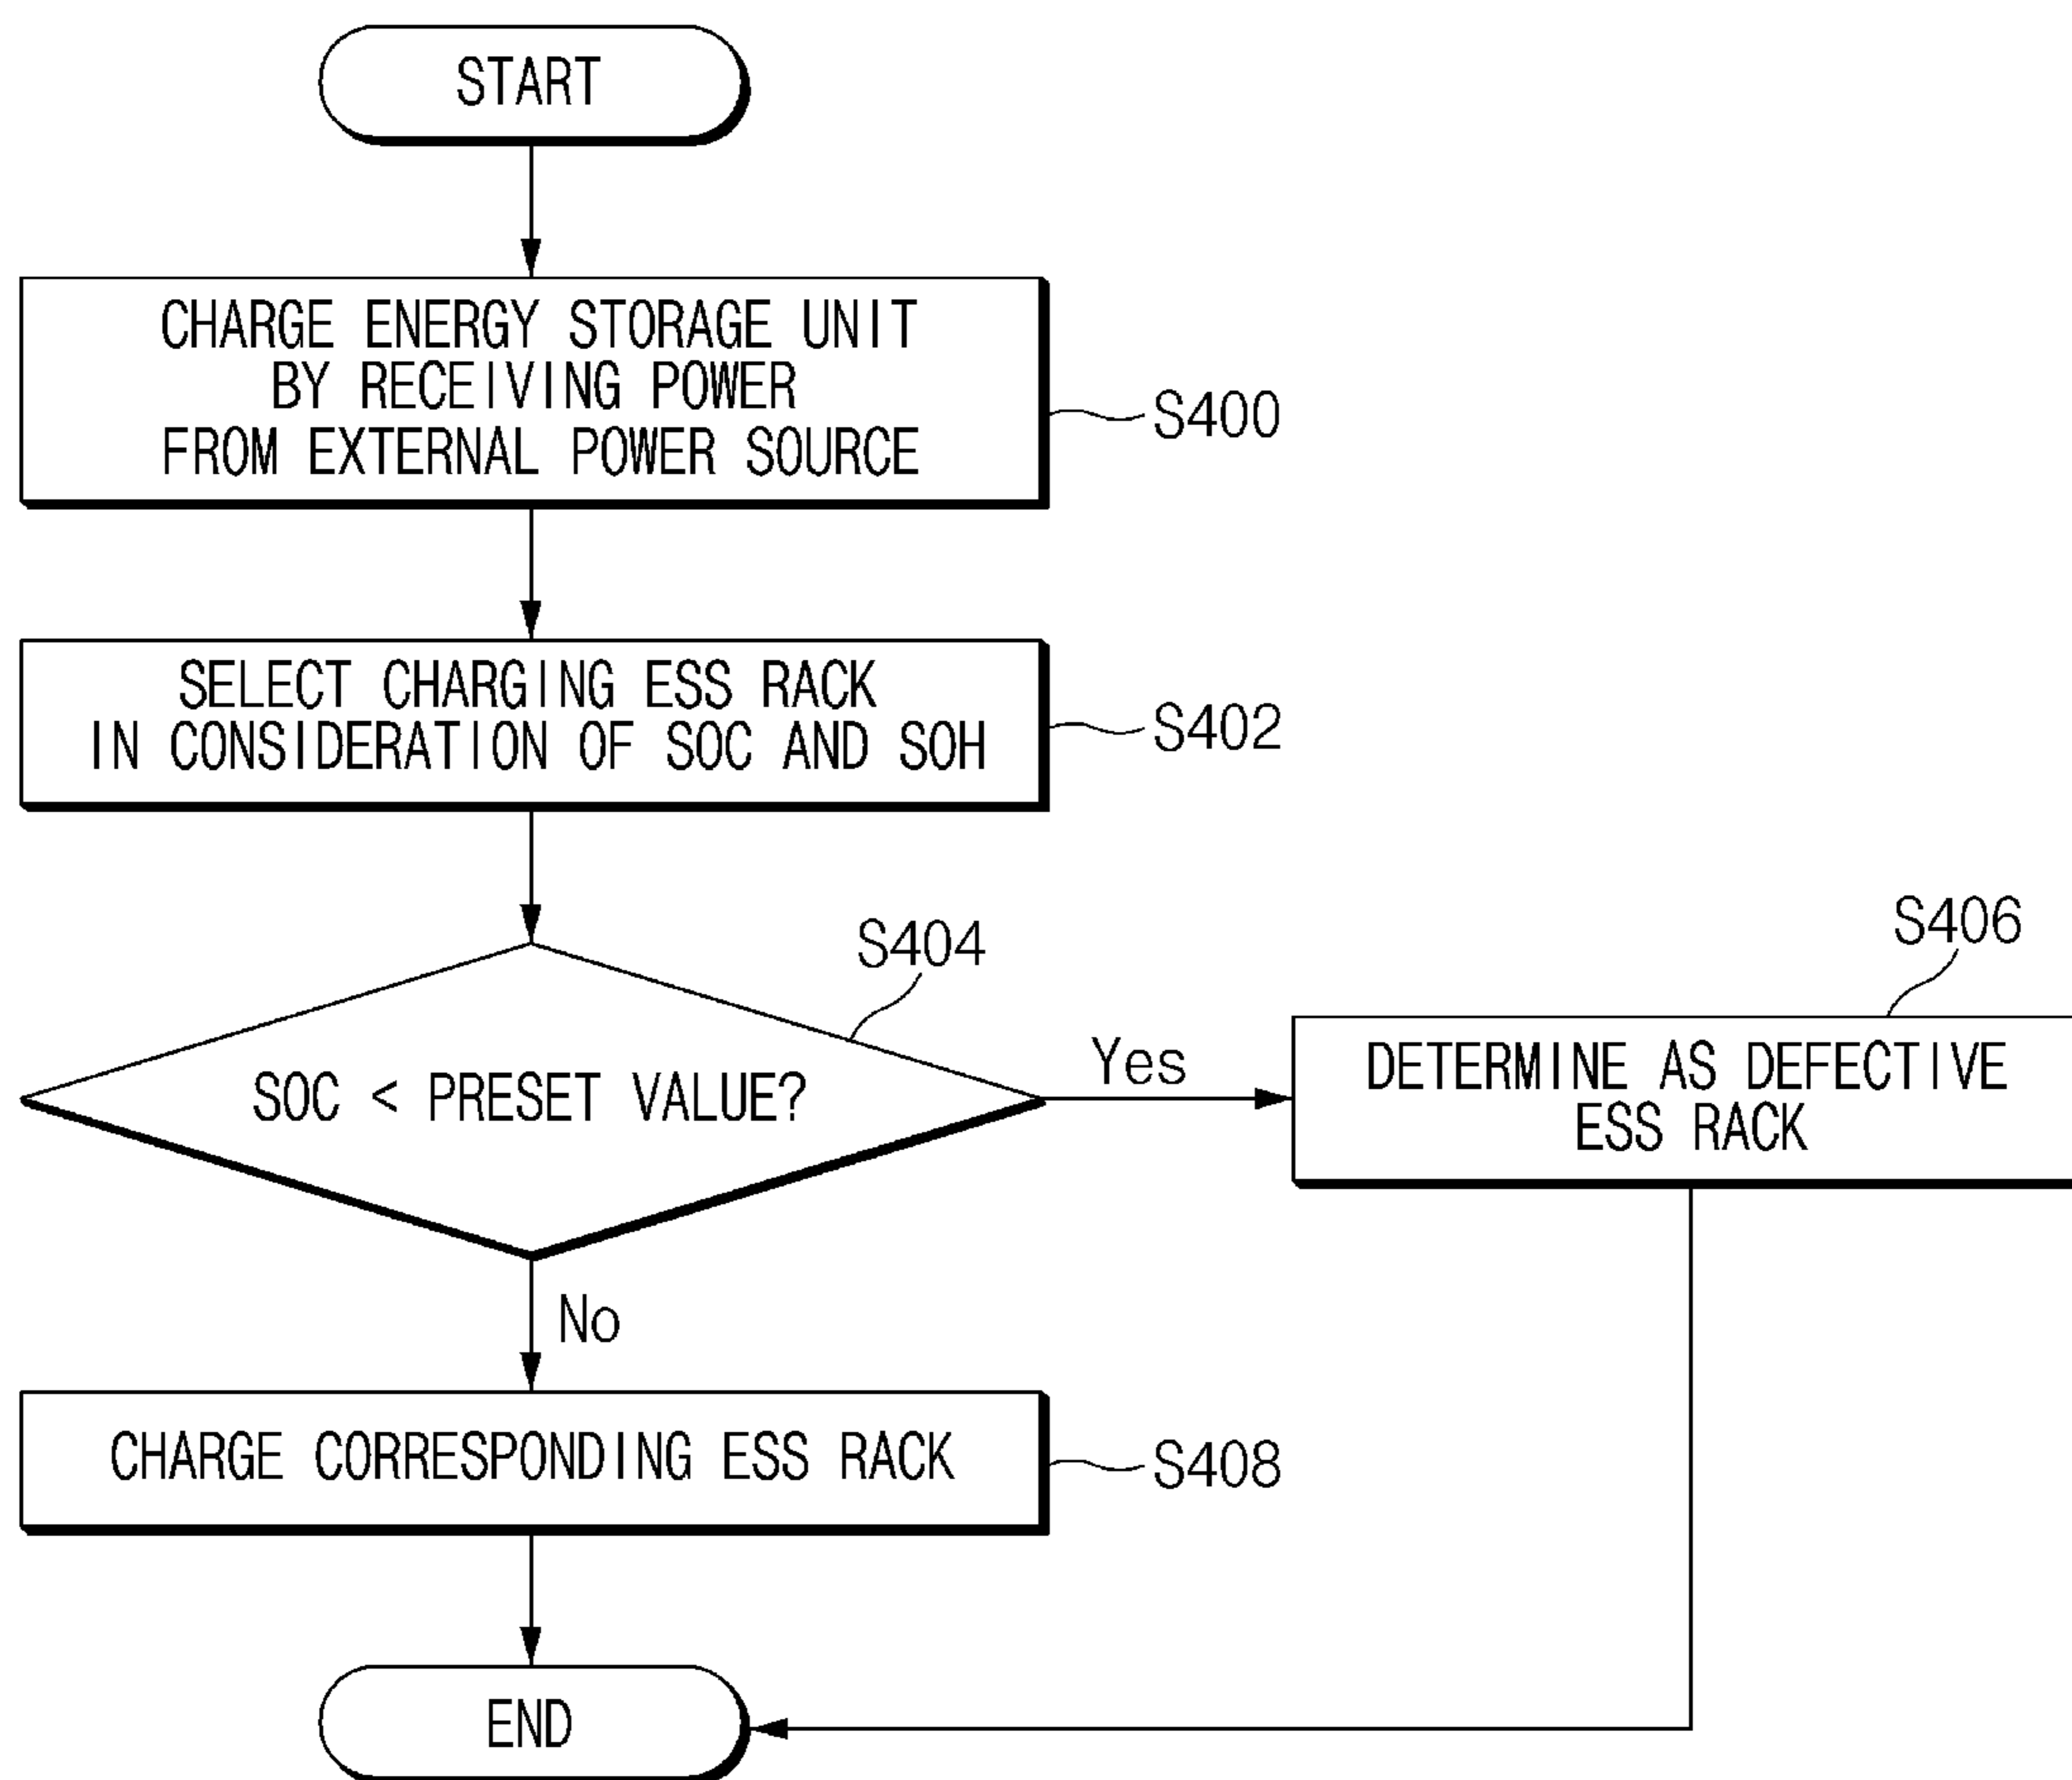 START
CHARGE ENERGY STORAGE UNIT
BY RECEIVING POWER
FROM EXTERNAL POWER SOURCE
S400
SELECT CHARGING ESS RACK
IN CONSIDERATION OF SOC AND SOH
S402
S404
SOC < PRESET VALUE?
Yes
S406
DETERMINE AS DEFECTIVE
ESS RACK
No
CHARGE CORRESPONDING ESS RACK
S408
END